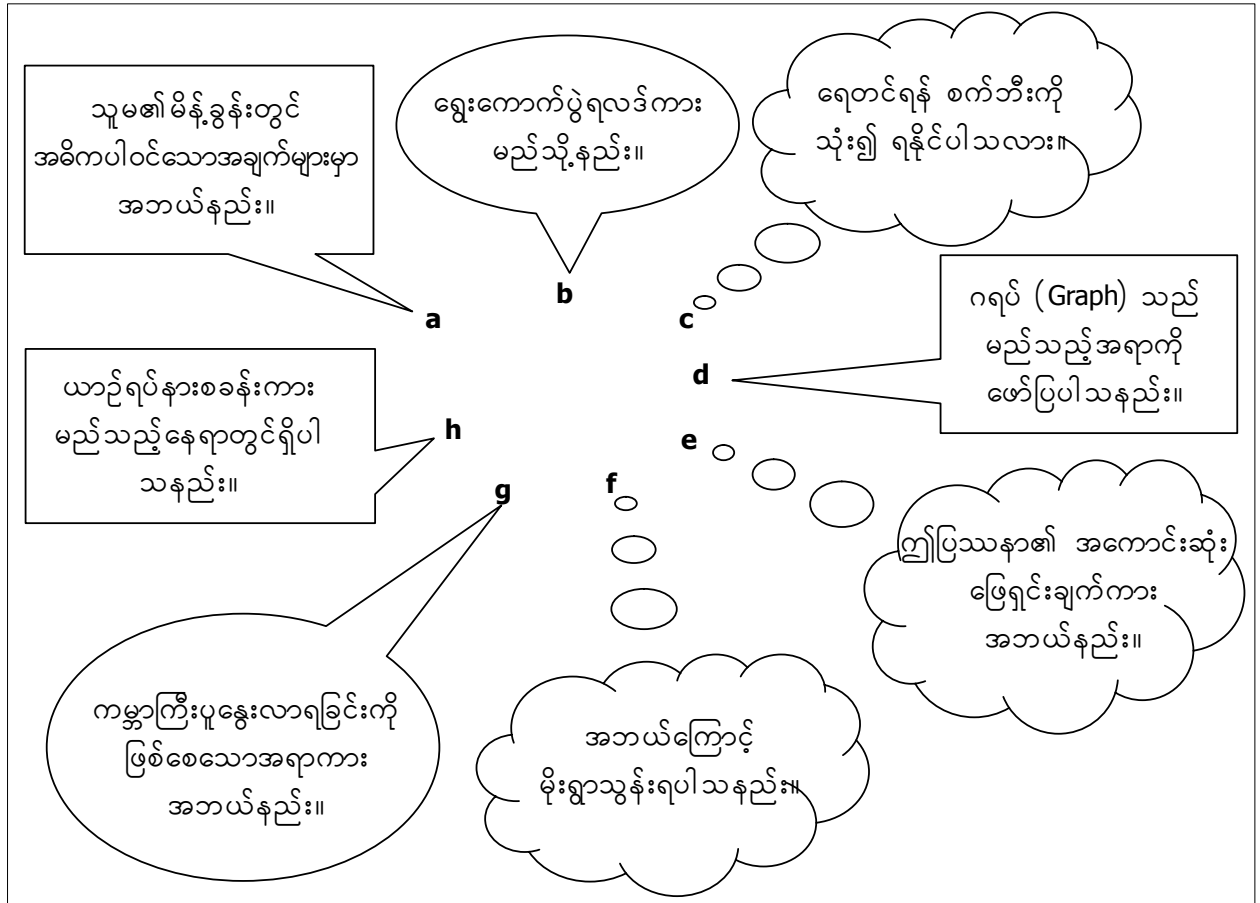 သူမ၏ မိန့်ခွန်းတွင်
အဓိကပါဝင်သောအချက်များမှာ
အဘယ်နည်း။
a
ရွေးကောက်ပွဲရလဒ်ကား
မည်သို့နည်း။
b
ရေတင်ရန် စက်ဘီးကို
သုံး၍ ရနိုင်ပါသလား။
c
ဂရပ် (Graph) သည်
မည်သည့်အရာကို
ဖော်ပြပါသနည်း။
d
ဤပြဿနာ၏ အကောင်းဆုံး
ဖြေရှင်းချက်ကား
အဘယ်နည်း။
e
အဘယ်ကြောင့်
မိုးရွာသွန်းရပါသနည်း။
f
ကမ္ဘာကြီးပူနွေးလာရခြင်းကို
ဖြစ်စေသောအရာကား
အဘယ်နည်း။
g
ယာဉ်ရပ်နားစခန်းကား
မည်သည့်နေရာတွင်ရှိပါ
သနည်း။
h